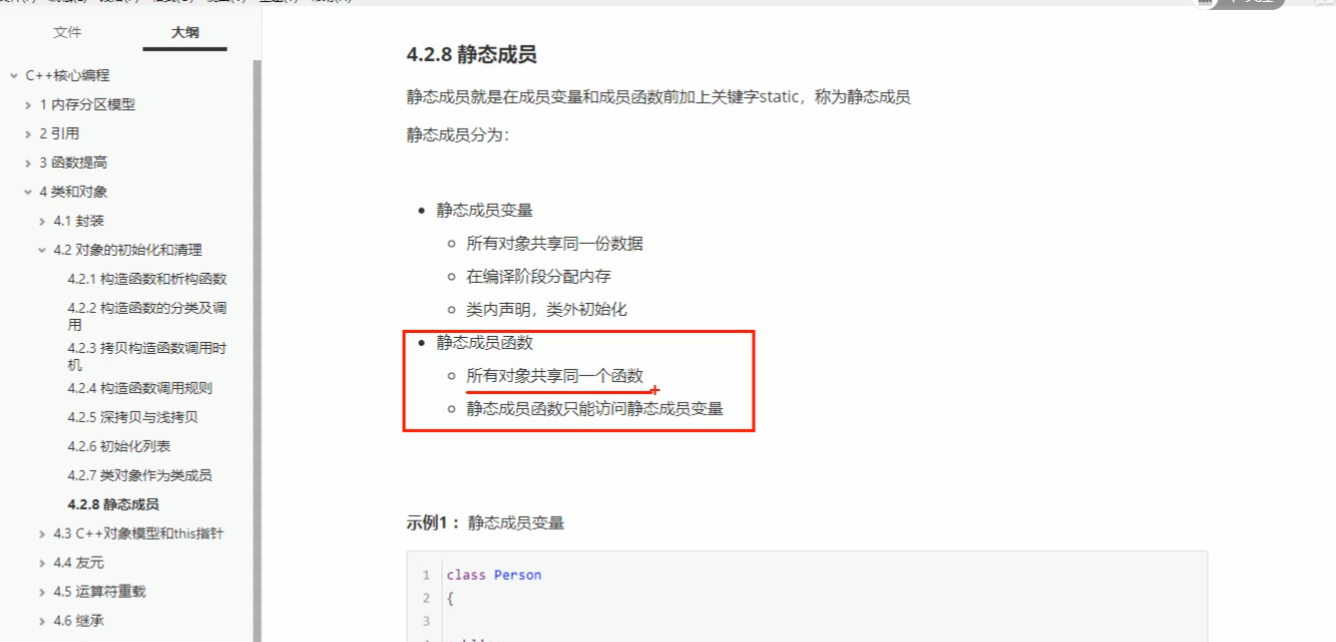 文件
大纲
C++核心编程
1 内存分区模型
2 引用
3 函数提高
4 类和对象
4.1 封装
4.2 对象的初始化和清理
4.2.1 构造函数和析构函数
4.2.2 构造函数的分类及调
用
4.2.3 拷贝构造函数调用时
机
4.2.4 构造函数调用规则
4.2.5 深拷贝与浅拷贝
4.2.6 初始化列表
4.2.7 类对象作为类成员
4.2.8 静态成员
4.3 C++对象模型和this指针
4.4 友元
4.5 运算符重载
4.6 继承
4.2.8 静态成员
静态成员就是在成员变量和成员函数前加上关键字static，称为静态成员
静态成员分为：
静态成员变量
所有对象共享同一份数据
在编译阶段分配内存
类内声明，类外初始化
静态成员函数
所有对象共享同一个函数
静态成员函数只能访问静态成员变量
示例1： 静态成员变量
1 class Person
2 {
3